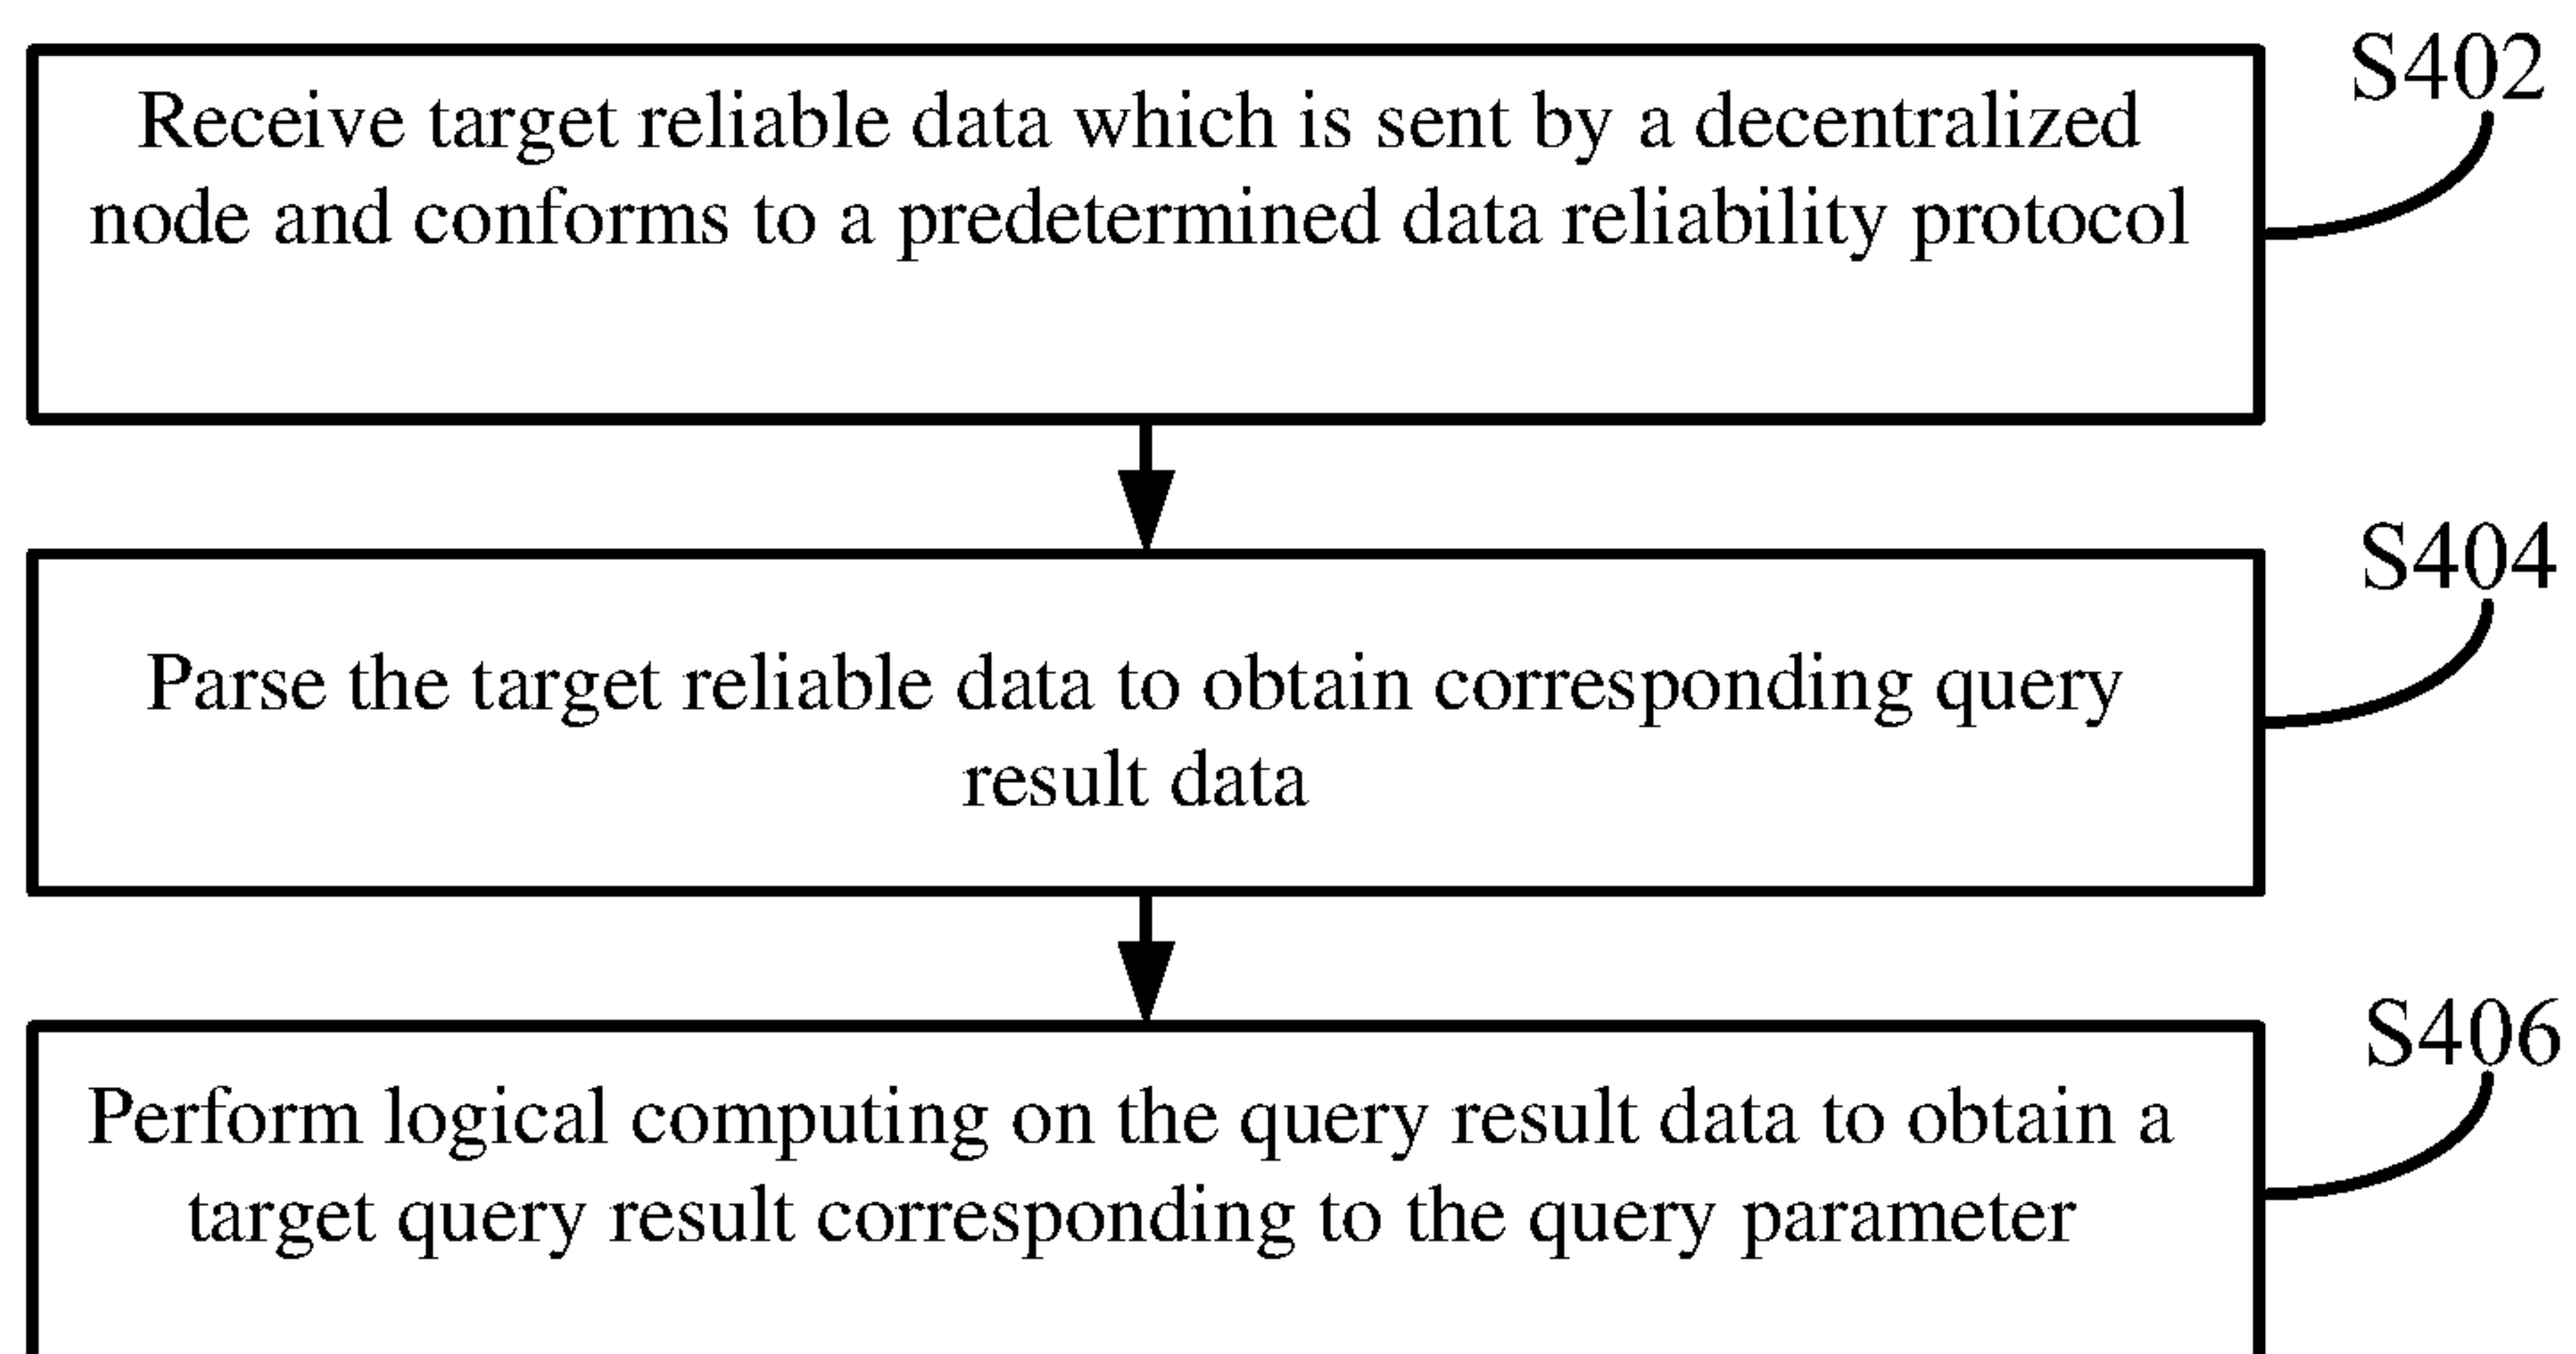 S402
Receive target reliable data which is sent by a decentralized
node and conforms to a predetermined data reliability protocol
S404
Parse the target reliable data to obtain corresponding query
result data
S406
Perform logical computing on the query result data to obtain a
target query result corresponding to the query parameter